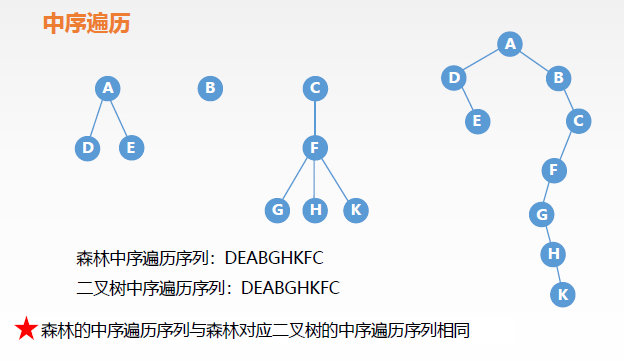 中序遍历
A
B
C
D
E
F
G
H
K
A
D
B
E
C
F
G
H
K
森林中序遍历序列：DEABGHKFC
二叉树中序遍历序列：DEABGHKFC
森林的中序遍历序列与森林对应二叉树的中序遍历序列相同